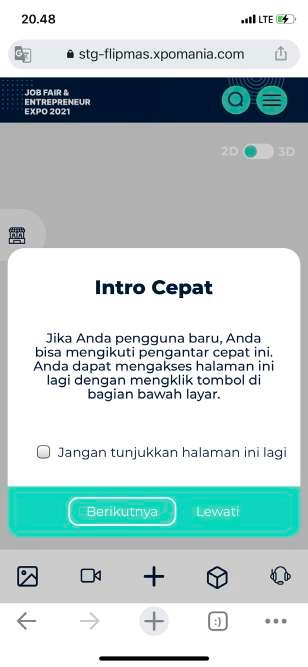 20.48
LTE
stg-flipmas.xpomania.com
JOB FAIR &
ENTREPRENEUR
EXPO 2021
2D 3D
Intro Cepat
Jika Anda pengguna baru, Anda
bisa mengikuti pengantar cepat ini.
Anda dapat mengakses halaman ini
lagi dengan mengklik tombol di
bagian bawah layar.
Jangan tunjukkan halaman ini lagi
Berikutnya Lewati
:)